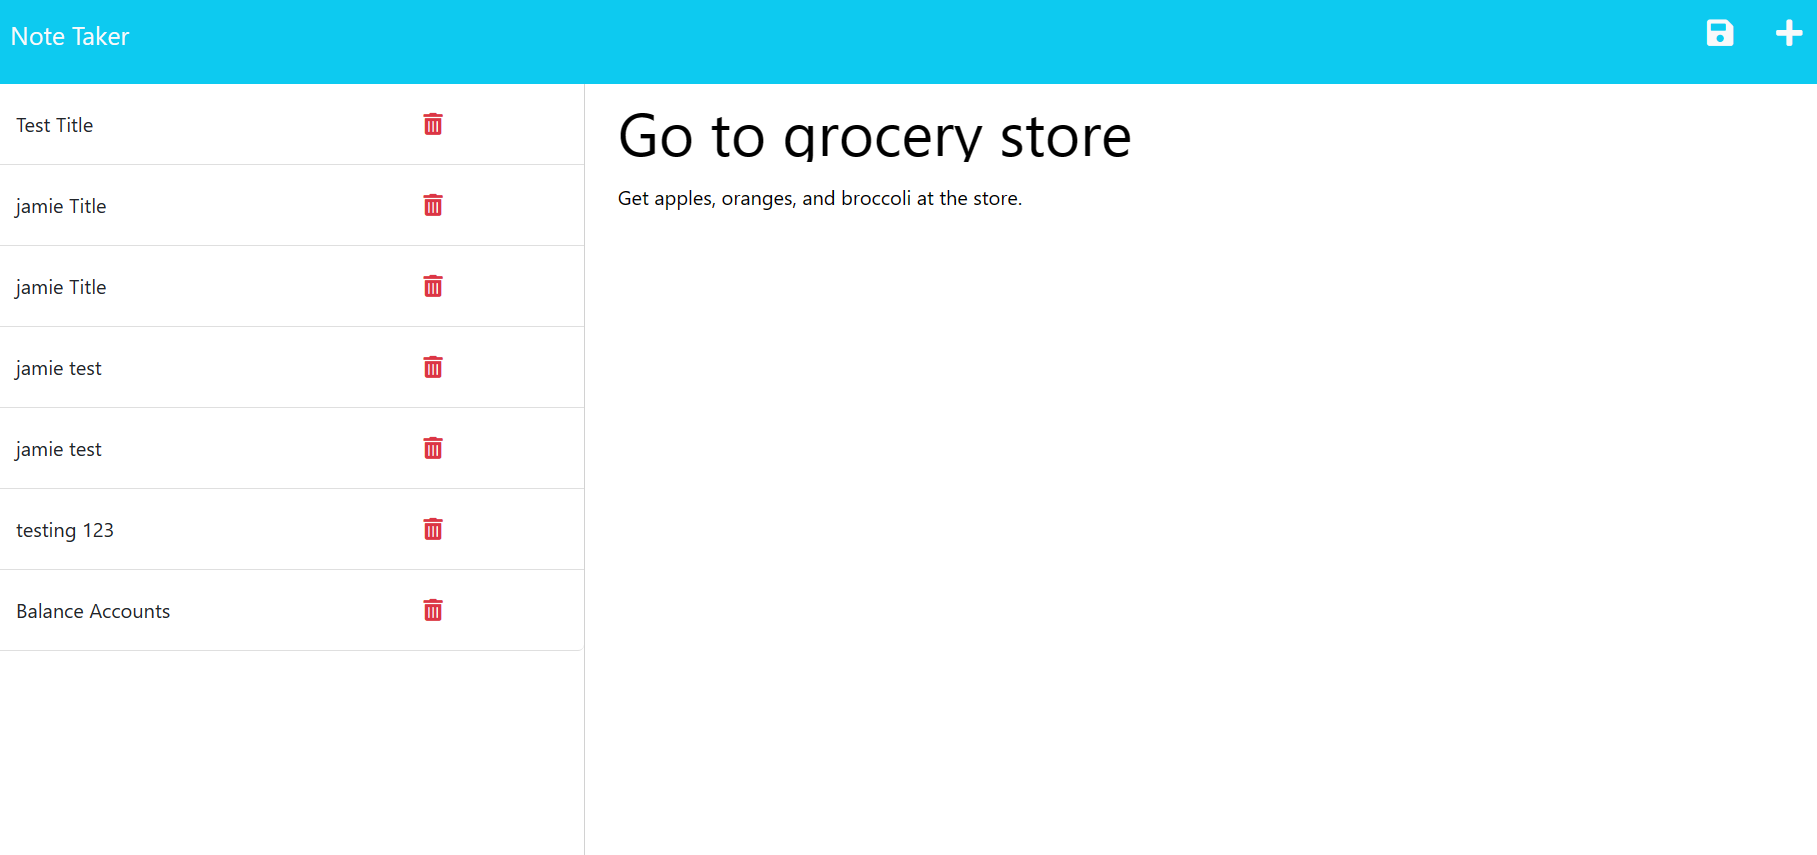 Note Taker
Test Title
jamie Title
jamie Title
jamie test
jamie test
testing 123
Balance Accounts
Go to grocery store
Get apples, oranges, and broccoli at the store.